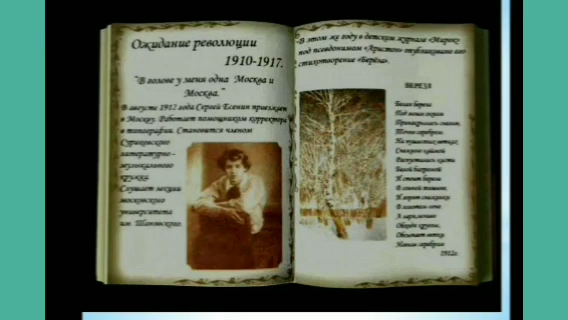 Ожидание революции
1910-1917.
"В голове у меня одна Москва и
Москва."
В августе 1912 года Сергей Есенин приезжает
в Москву. Работает помощником корректора
в типографии. Становится членом
Суриковского
литературно-
музыкального
кружка.
Слушает лекции
московского
университета
им. Шанявского.
В этом же году в детском журнале «Мирок»
под псевдонимом «Аристон» опубликовано его
стихотворение «Берёза».
БЕРЕЗА
Белая береза
Под моим окном
Принакрылась снегом,
Точно серебром.
На пушистых ветках
Снежною каймой
Распустились кисти
Белой бахромой.
И стоит береза
В сонной тишине,
И горят снежинки
В золотом огне.
А заря, лениво
Обходя кругом,
Обсыпает ветки
Новым серебром.
1912г.